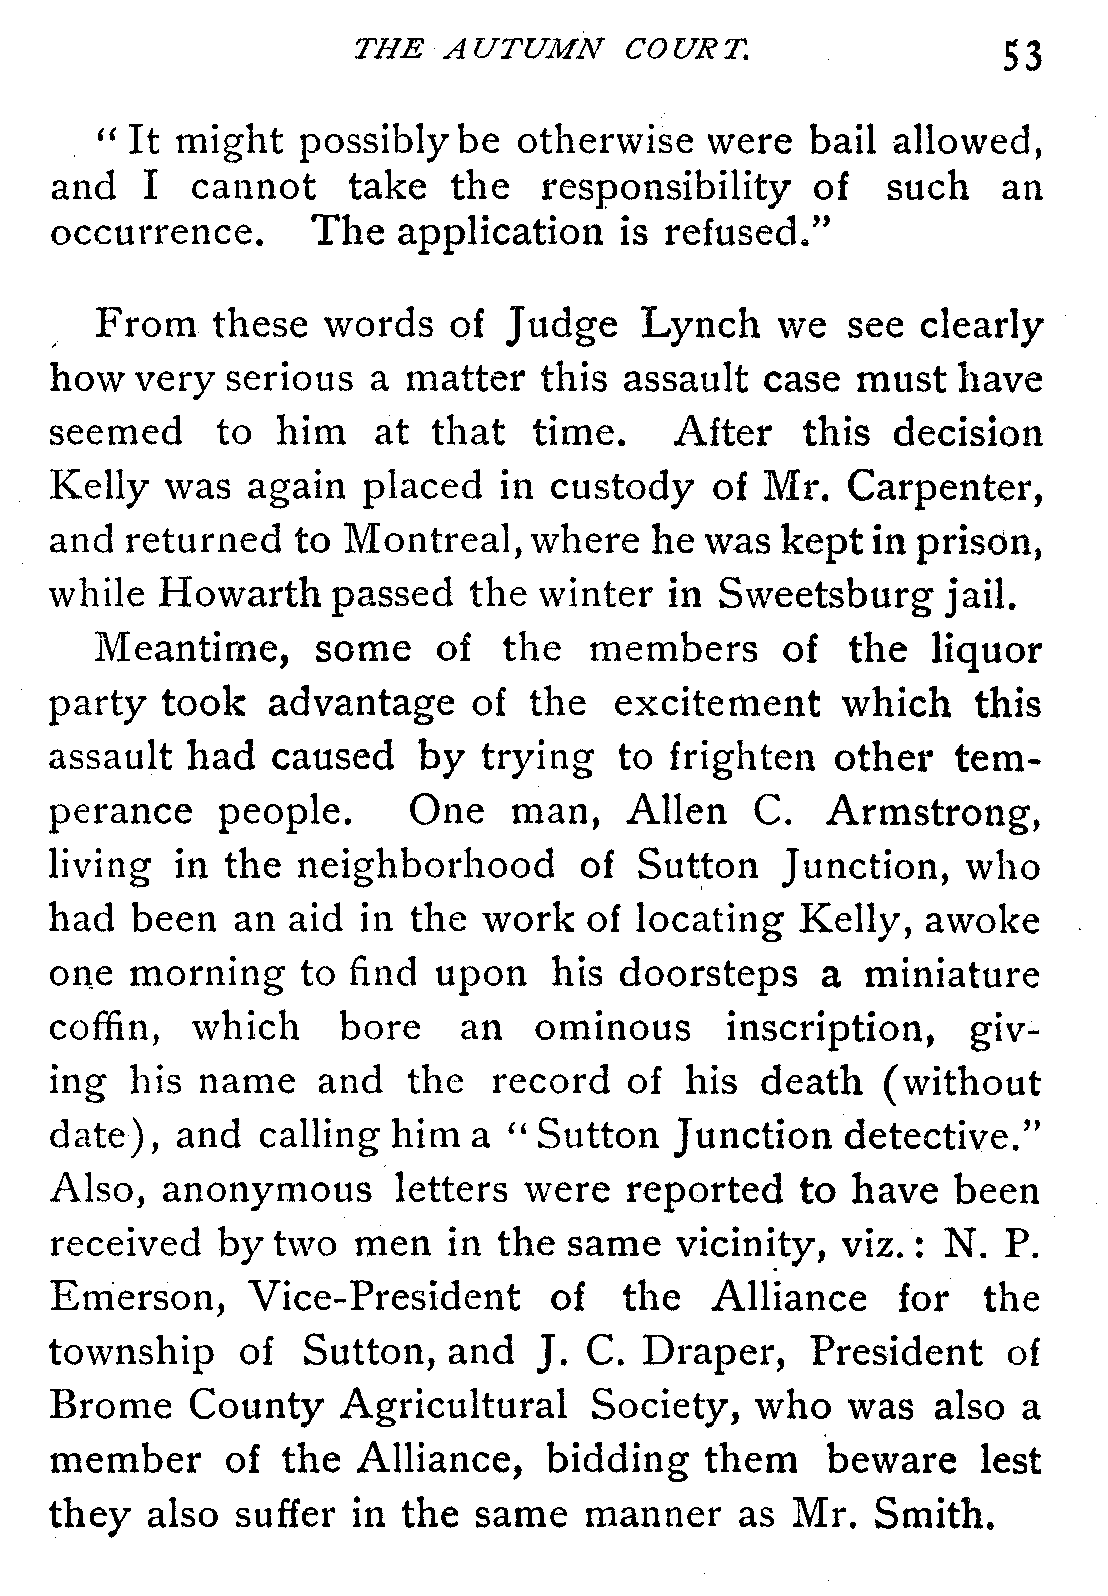 THE AUTUMN COURT. 53
“ It might possibly be otherwise were bail allowed,
and I cannot take the responsibility of such an
occurrence. The application is refused.”
From these words of Judge Lynch we see clearly
how very serious a matter this assault case must have
seemed to him at that time. After this decision
Kelly was again placed in custody of Mr. Carpenter,
and returned to Montreal, where he was kept in prison,
while Howarth passed the winter in Sweetsburg jail.
Meantime, some of the members of the liquor
party took advantage of the excitement which this
assault had caused by trying to frighten other tem-
perance people. One man, Allen C. Armstrong,
living in the neighborhood of Sutton Junction, who
had been an aid in the work of locating Kelly, awoke
one morning to find upon his doorsteps a miniature
coffin, which bore an ominous inscription, giv-
ing his name and the record of his death (without
date), and calling him a “ Sutton Junction detective.”
Also, anonymous letters were reported to have been
received by two men in the same vicinity, viz. : N. P.
Emerson, Vice-President of the Alliance for the
township of Sutton, and J. C. Draper, President of
Brome County Agricultural Society, who was also a
member of the Alliance, bidding them beware lest
they also suffer in the same manner as Mr. Smith.